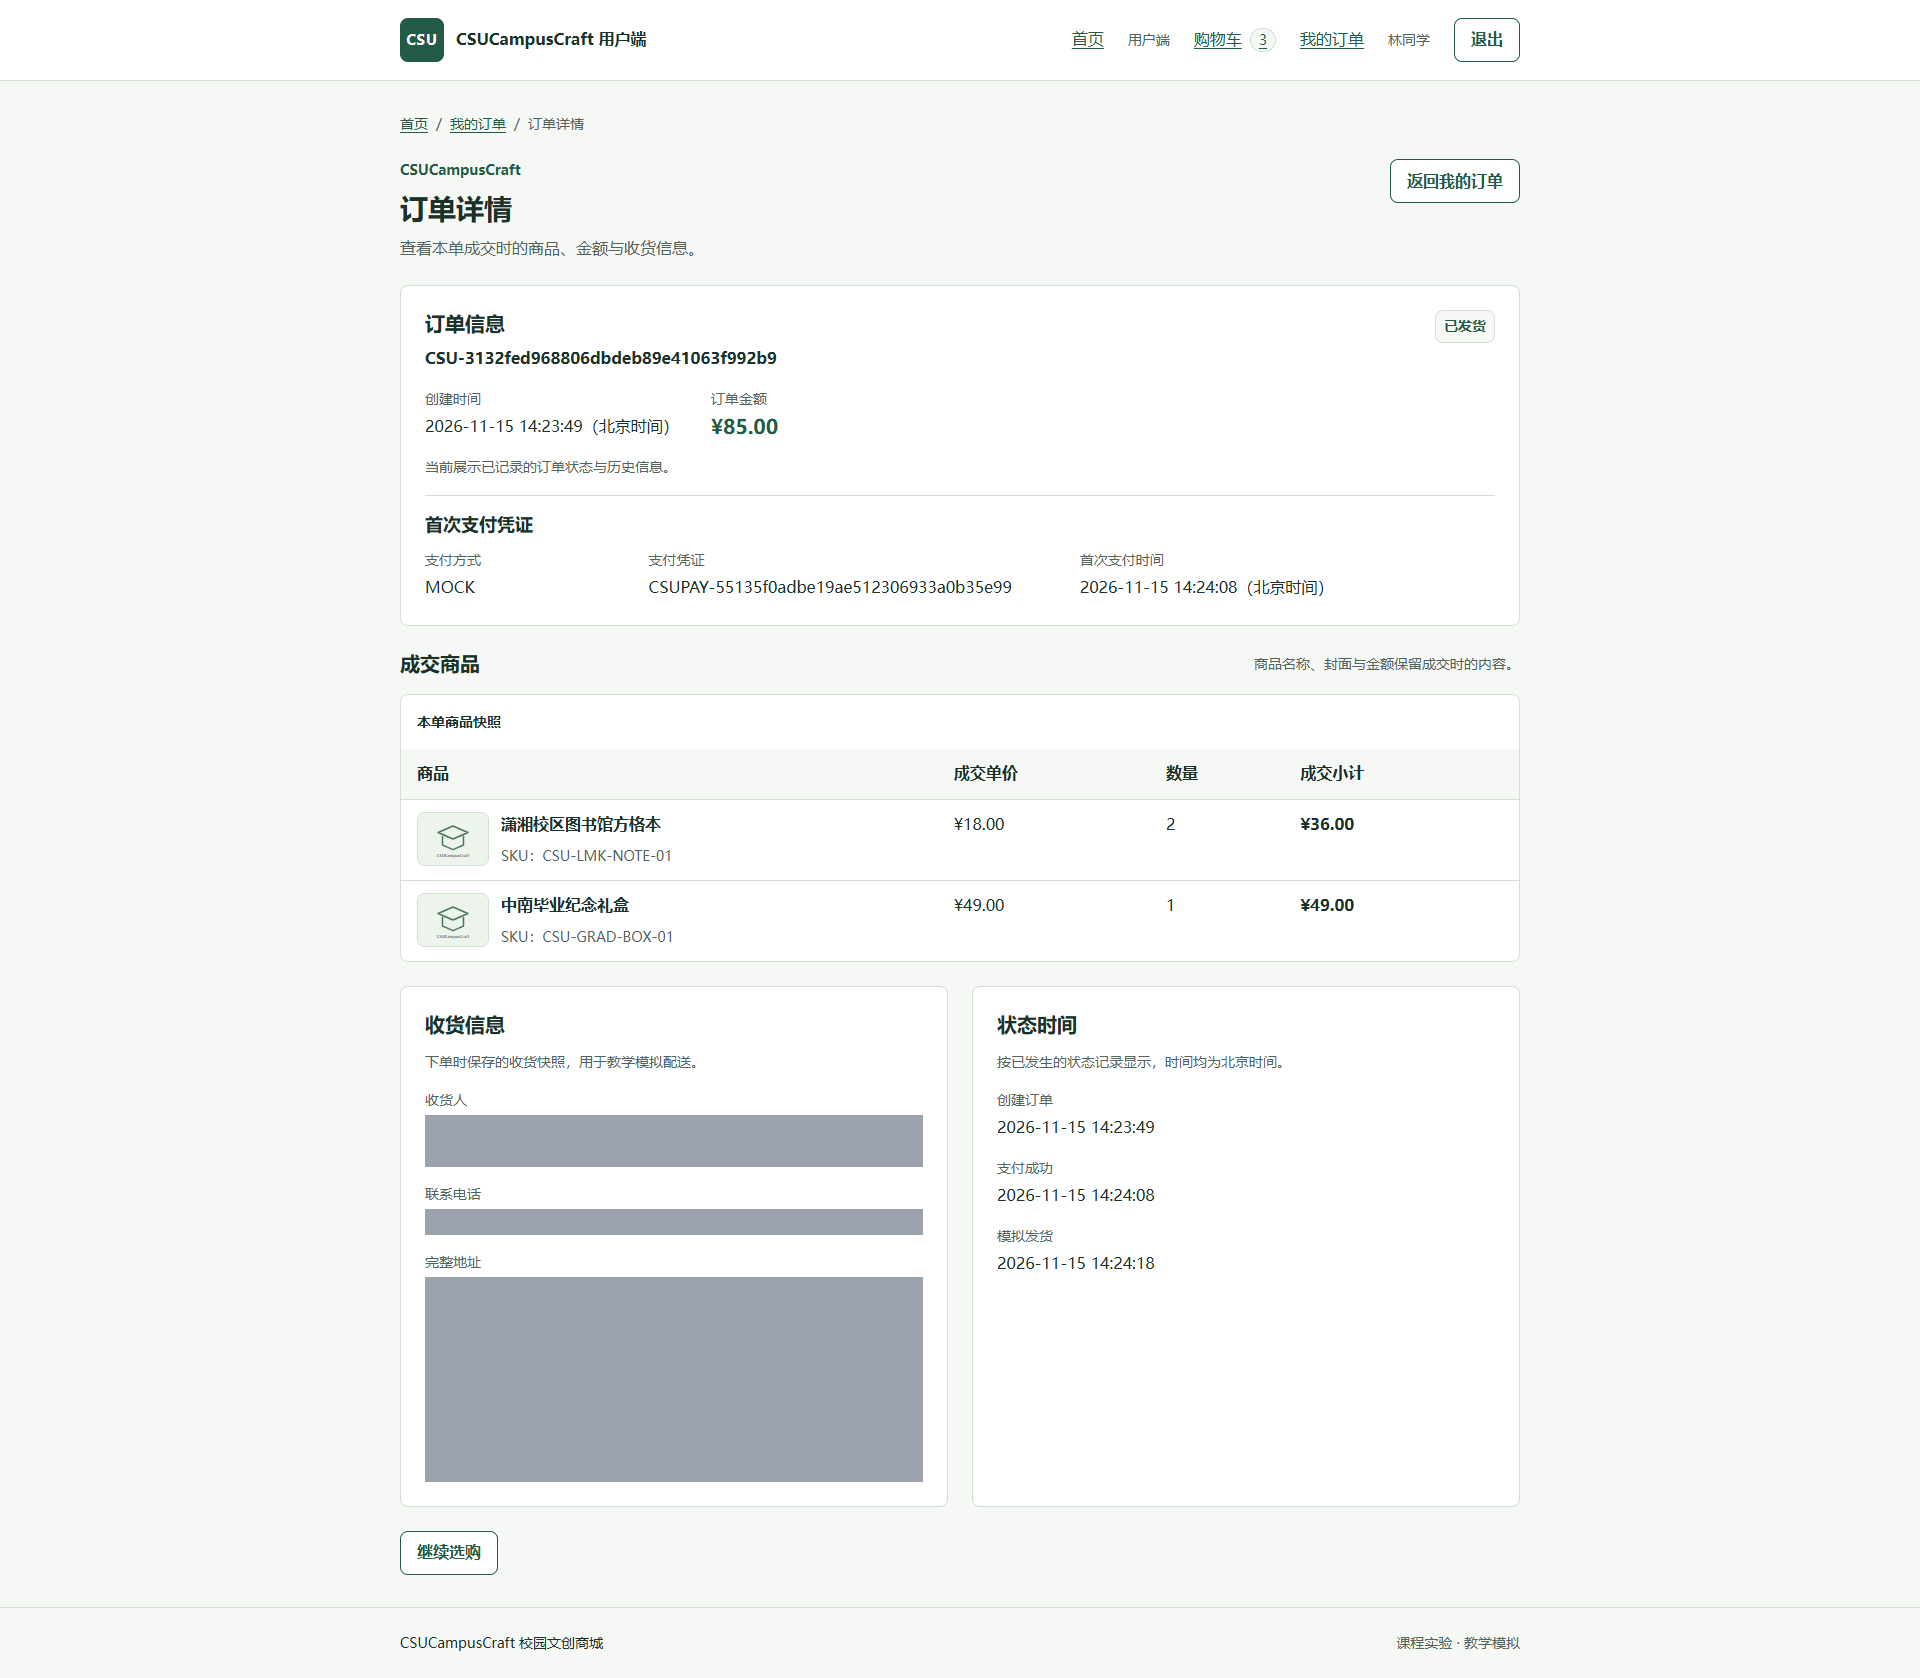 CSU CSUCampusCraft 用户端 首页 用户端 购物车 3 我的订单 林同学 退出
首页 / 我的订单 / 订单详情
CSUCampusCraft
返回我的订单
订单详情
查看本单成交时的商品、金额与收货信息。
订单信息 已发货
CSU-3132fed968806dbdeb89e41063f992b9
创建时间 订单金额
2026-11-15 14:23:49（北京时间） ¥85.00
当前展示已记录的订单状态与历史信息。
首次支付凭证
支付方式 支付凭证 首次支付时间
MOCK CSUPAY-55135f0adbe19ae512306933a0b35e99 2026-11-15 14:24:08（北京时间）
成交商品 商品名称、封面与金额保留成交时的内容。
本单商品快照
商品 成交单价 数量 成交小计
CSUCampusCraft
潇湘校区图书馆方格本 ¥18.00 2 ¥36.00
SKU：CSU-LMK-NOTE-01
CSUCampusCraft
中南毕业纪念礼盒 ¥49.00 1 ¥49.00
SKU：CSU-GRAD-BOX-01
收货信息
下单时保存的收货快照，用于教学模拟配送。
收货人
联系电话
完整地址
状态时间
按已发生的状态记录显示，时间均为北京时间。
创建订单
2026-11-15 14:23:49
支付成功
2026-11-15 14:24:08
模拟发货
2026-11-15 14:24:18
继续选购
CSUCampusCraft 校园文创商城 课程实验 · 教学模拟